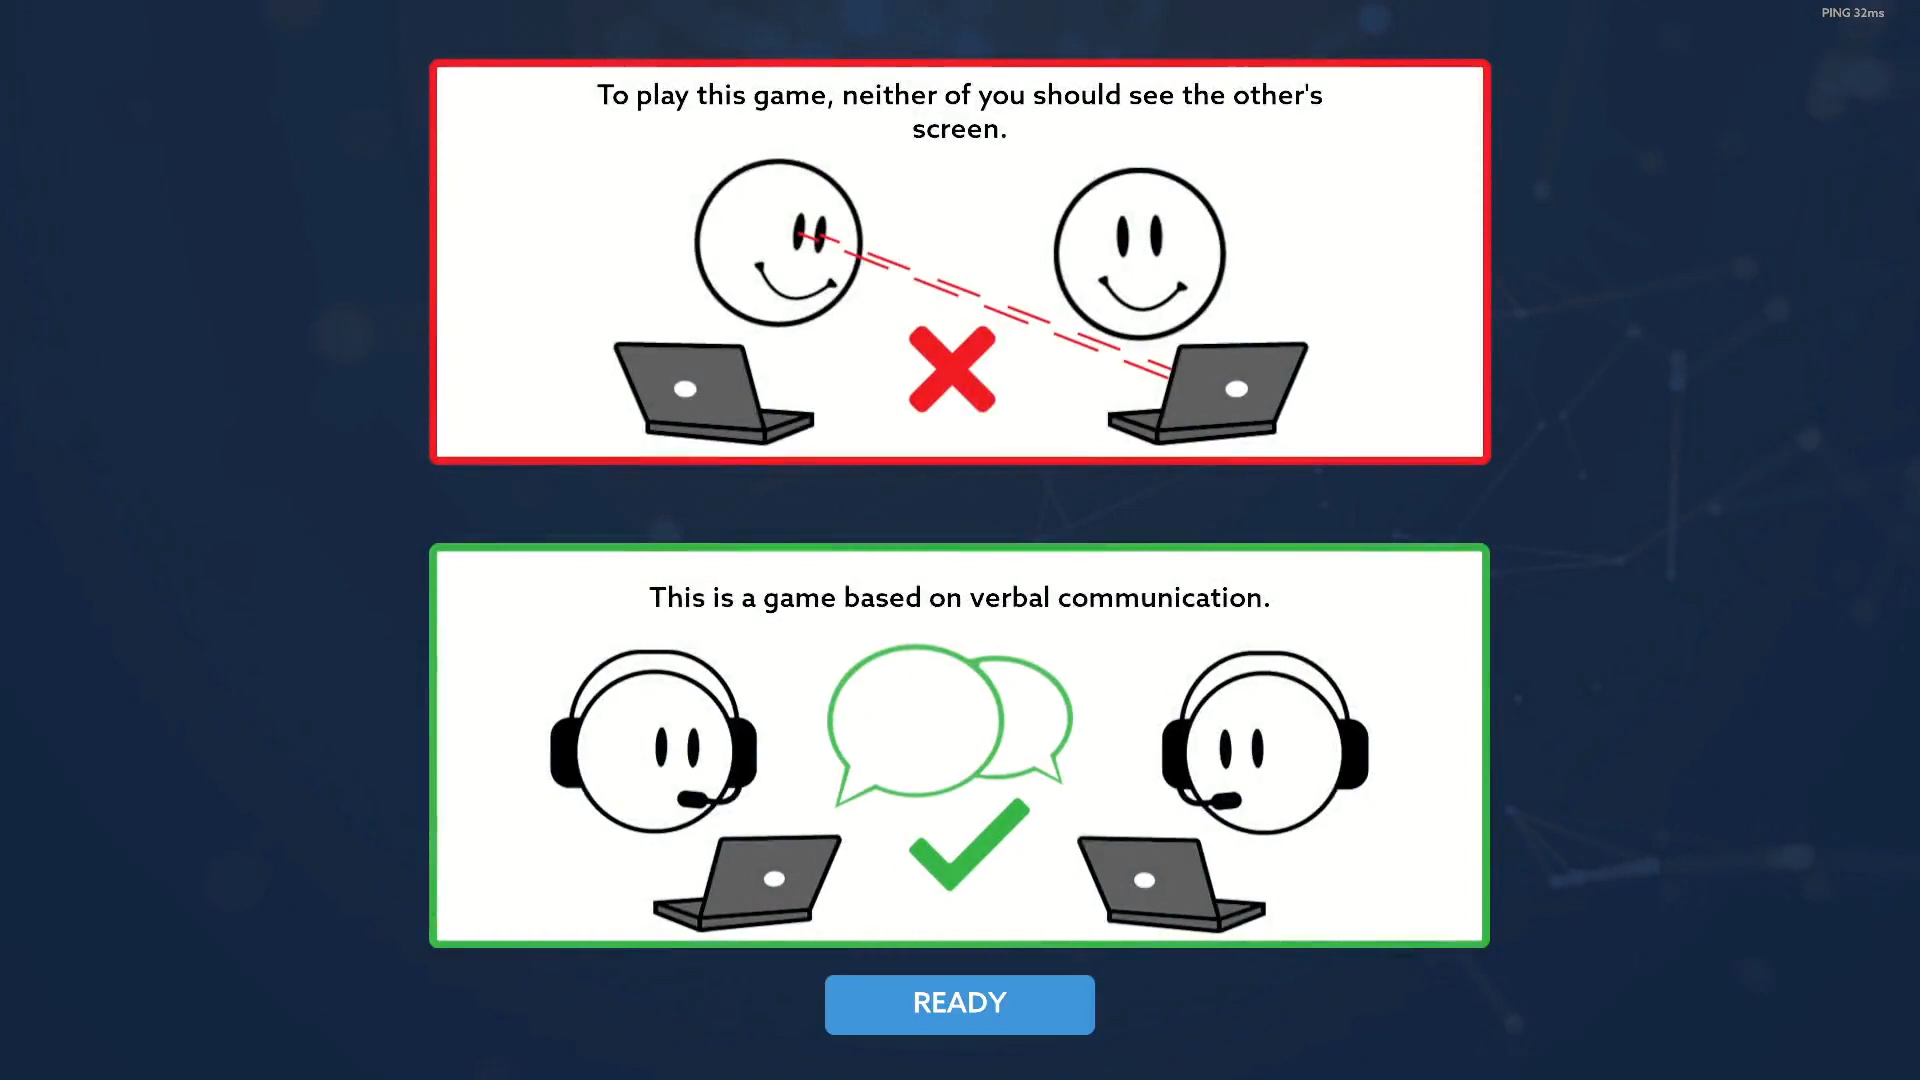 PING 32ms
To play this game, neither of you should see the other's
screen.
This is a game based on verbal communication.
READY